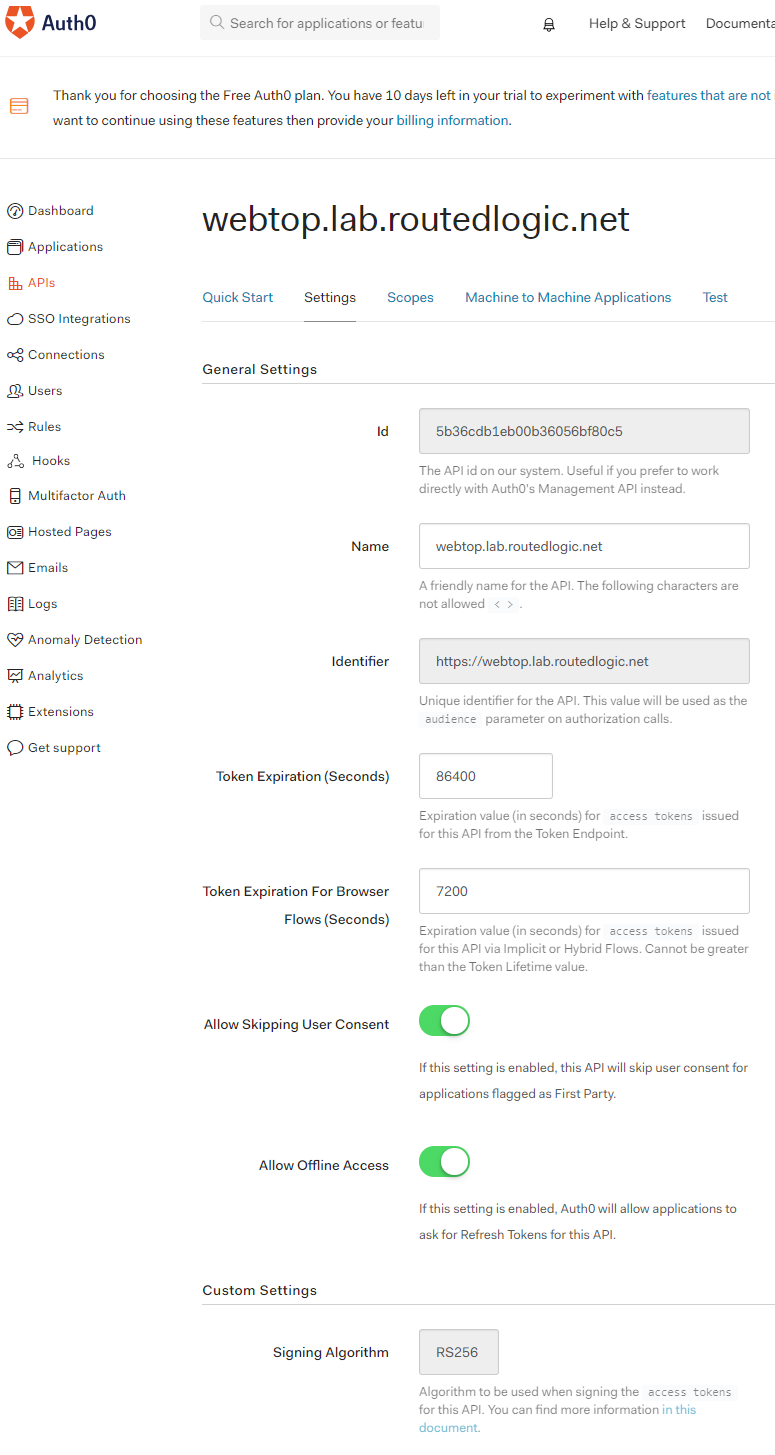 Auth0
Search for applications or featu
Help & Support
Documenta
Thank you for choosing the Free Auth0 plan. You have 10 days left in your trial to experiment with features that are not
want to continue using these features then provide your billing information.
Dashboard
Applications
APIs
SSO Integrations
Connections
Users
Rules
Hooks
Multifactor Auth
Hosted Pages
Emails
Logs
Anomaly Detection
Analytics
Extensions
Get support
webtop.lab.routedlogic.net
Quick Start Settings Scopes Machine to Machine Applications Test
General Settings
Id
5b36cdb1eb00b36056bf80c5
The API id on our system. Useful if you prefer to work
directly with Auth0's Management API instead.
Name
webtop.lab.routedlogic.net
A friendly name for the API. The following characters are
not allowed < > .
Identifier
https://webtop.lab.routedlogic.net
Unique identifier for the API. This value will be used as the
audience parameter on authorization calls.
Token Expiration (Seconds)
86400
Expiration value (in seconds) for access tokens issued
for this API from the Token Endpoint.
Token Expiration For Browser
Flows (Seconds)
7200
Expiration value (in seconds) for access tokens issued
for this API via Implicit or Hybrid Flows. Cannot be greater
than the Token Lifetime value.
Allow Skipping User Consent
If this setting is enabled, this API will skip user consent for
applications flagged as First Party.
Allow Offline Access
If this setting is enabled, Auth0 will allow applications to
ask for Refresh Tokens for this API.
Custom Settings
Signing Algorithm
RS256
Algorithm to be used when signing the access tokens
for this API. You can find more information in this
document.